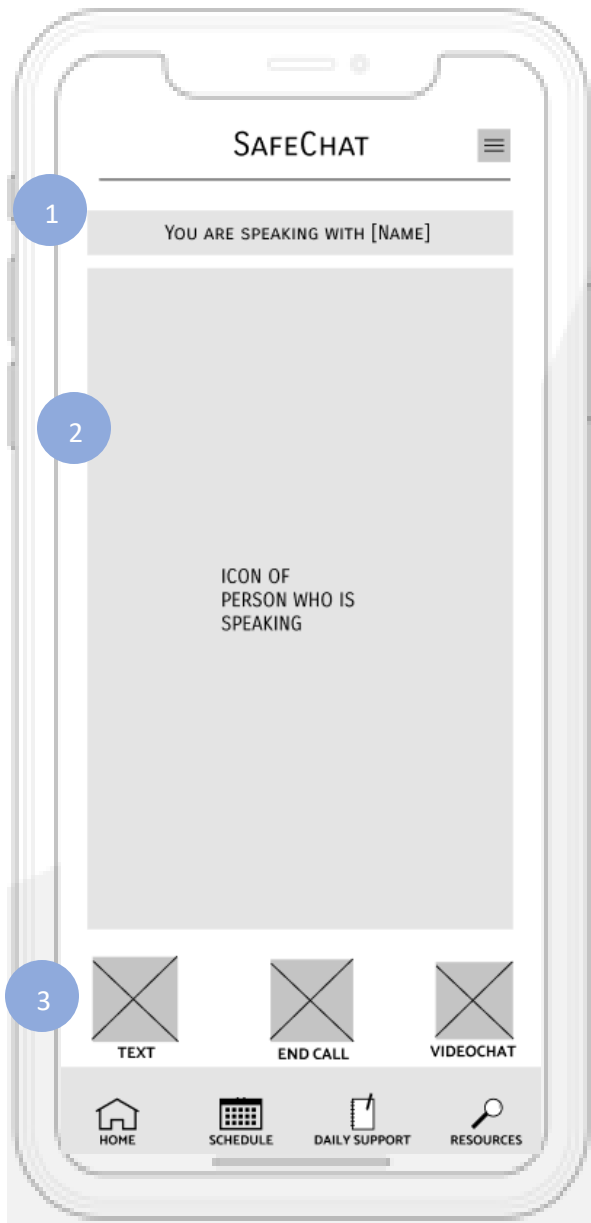 SAFECHAT
1
YOU ARE SPEAKING WITH [NAME]
2
ICON OF
PERSON WHO IS
SPEAKING
3
TEXT
END CALL
VIDEOCHAT
HOME
SCHEDULE
DAILY SUPPORT
RESOURCES